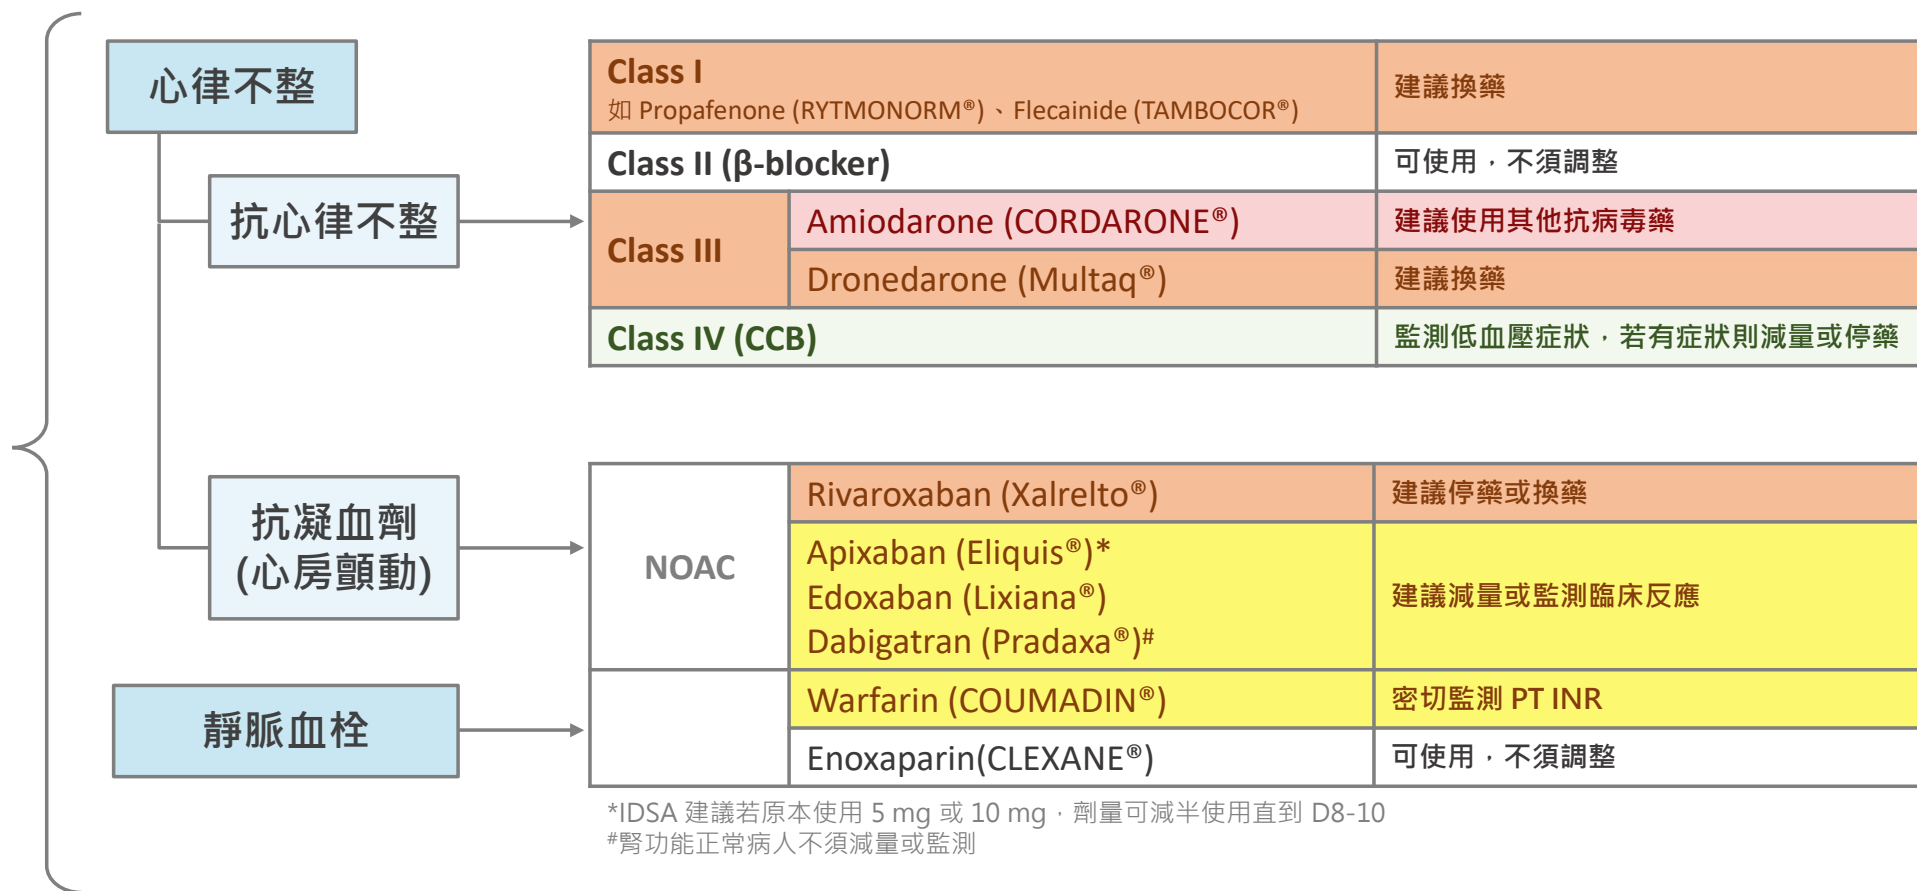 心律不整
抗心律不整
Class I
如 Propafenone (RYTMONORM®)、Flecainide (TAMBOCOR®)
建議換藥
Class II (β-blocker)
可使用，不須調整
Class III
Amiodarone (CORDARONE®)
建議使用其他抗病毒藥
Dronedarone (Multaq®)
建議換藥
Class IV (CCB)
監測低血壓症狀，若有症狀則減量或停藥
抗凝血劑
(心房顫動)
NOAC
Rivaroxaban (Xalrelto®)
建議停藥或換藥
Apixaban (Eliquis®)*
Edoxaban (Lixiana®)
Dabigatran (Pradaxa®)#
建議減量或監測臨床反應
靜脈血栓
Warfarin (COUMADIN®)
密切監測 PT INR
Enoxaparin(CLEXANE®)
可使用，不須調整
*IDSA 建議若原本使用 5 mg 或 10 mg，劑量可減半使用直到 D8-10
#腎功能正常病人不須減量或監測